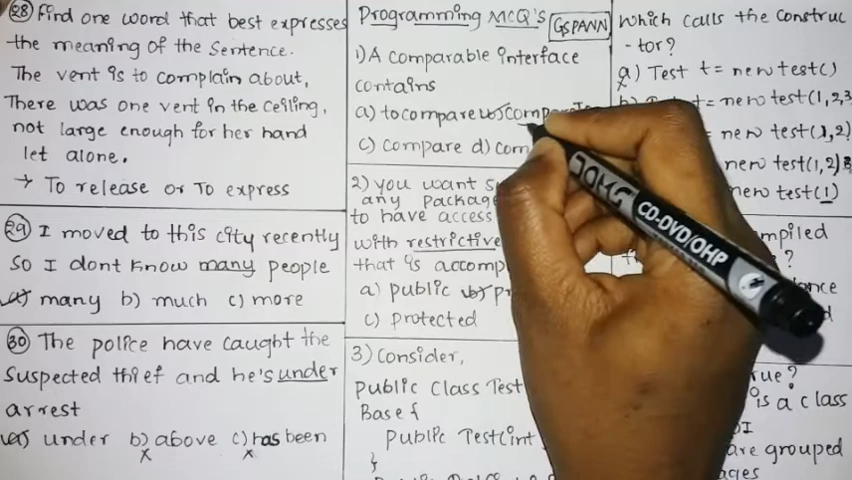 28) Find one word that best expresses
the meaning of the Sentence.
The vent is to complain about,
There was one vent in the ceiling,
not large enough for her hand
let alone.
→ To release or To express
29 I moved to this city recently
So I dont know many people
a) many b) much c) more
30 The police have caught the
Suspected thief and he's under
arrest
a) under b) above c) has been
x x
Programming MCQ's GSPANN
1) A comparable interface
contains
a) to compare b)
c) compare d)
2) you want
any package
to have access
with restrictive
that is
a) public b)
c) protected
3) Consider,
public Class Test
Base {
public Test(int
}
Which calls the construc
-tor?
a) Test t = new test()
x
t = new test(1,2,3
= new test(1,2)
new test(1,2)
new test(1)
?
true?
is a class
are grouped